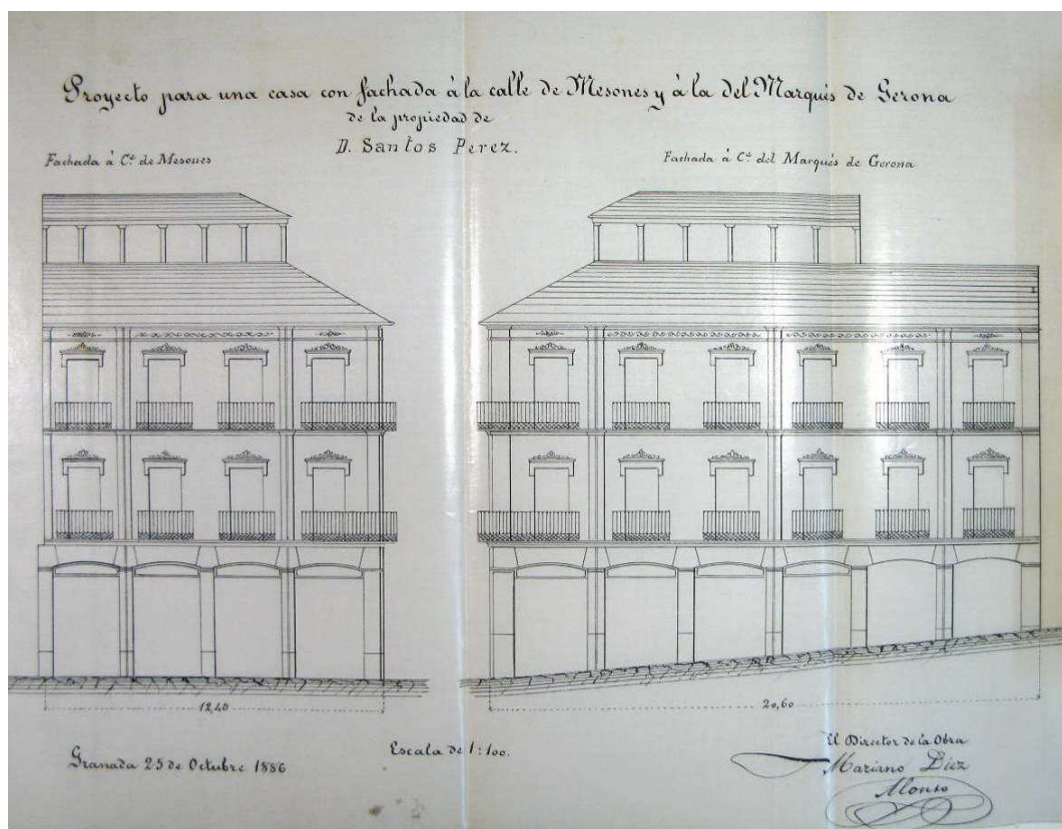 Proyecto para una casa con fachada à la calle de Mesones y à la del Marqués de Gerona
de la propiedad de
D. Santos Perez.
Fachada à Cª de Mesones
Fachada à Cª del Marqués de Gerona
12,40
20,60
Granada 25 de Octubre 1886
Escala de 1:100.
El Director de la Obra
Mariano Diez
Alonso